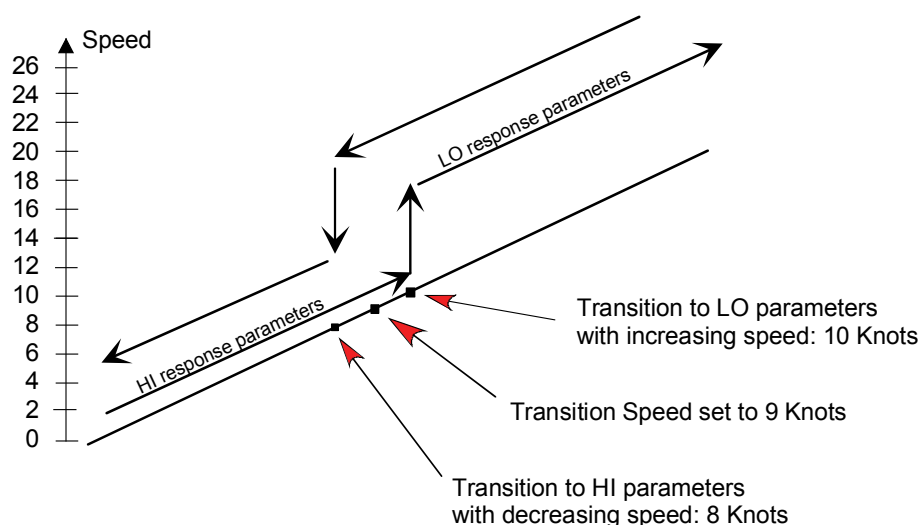 Speed
26
24
22
20
18
16
14
12
10
8
6
4
2
0
LO response parameters
HI response parameters
Transition to LO parameters
with increasing speed: 10 Knots
Transition Speed set to 9 Knots
Transition to HI parameters
with decreasing speed: 8 Knots